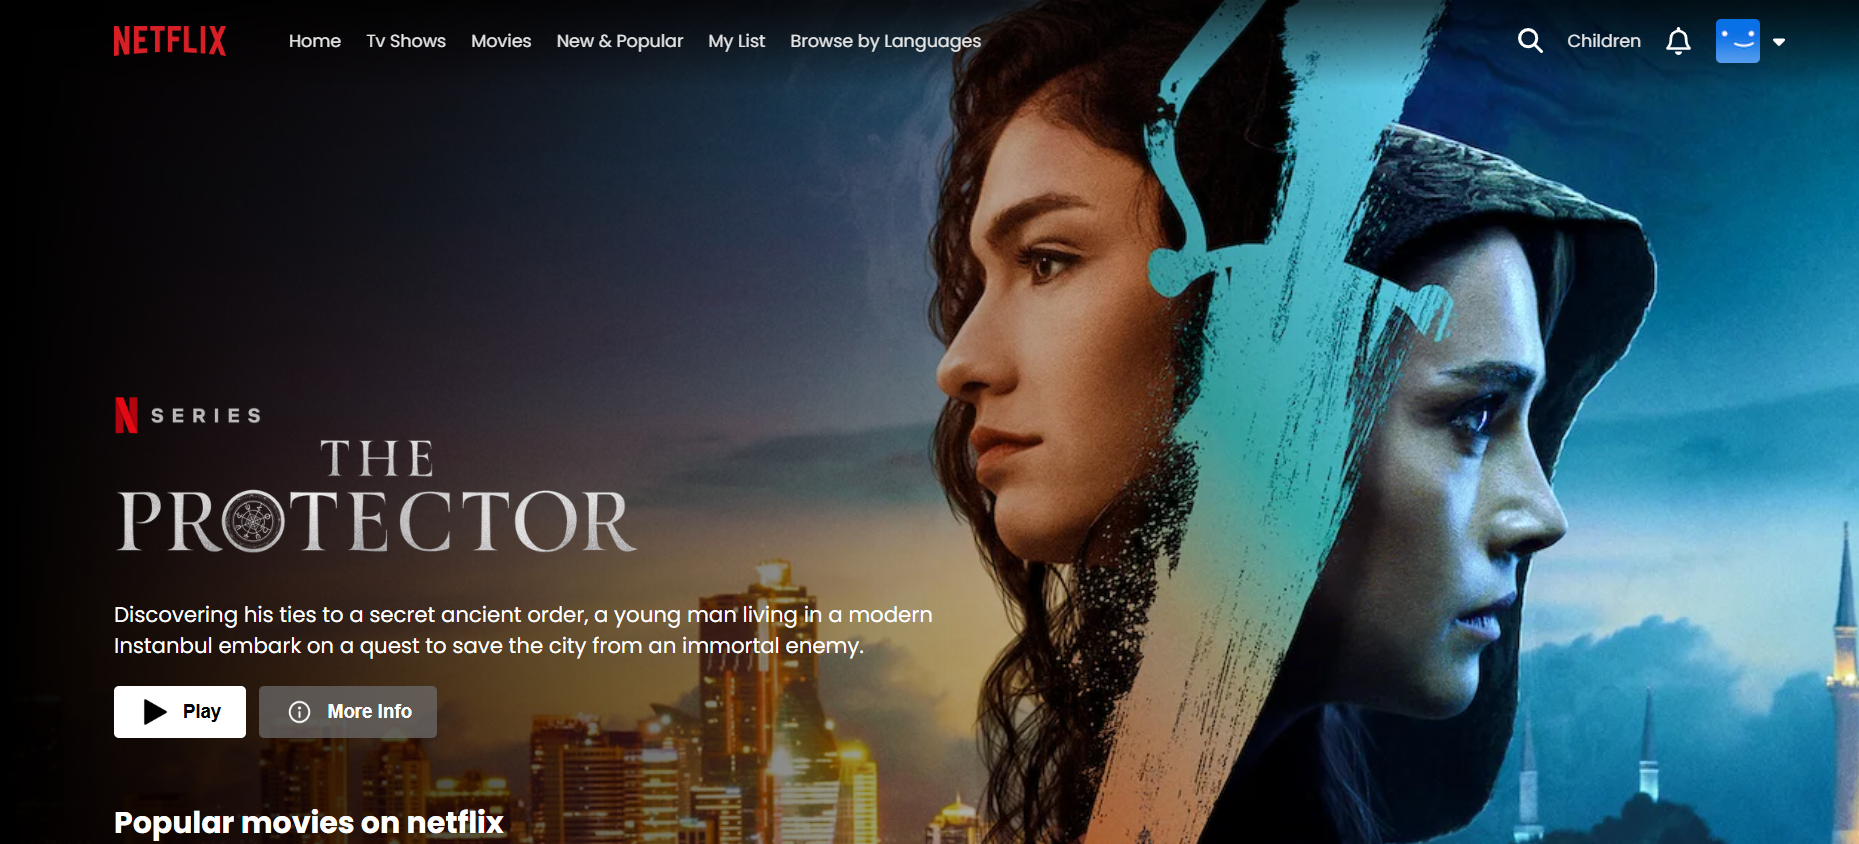 NETFLIX
Home Tv Shows Movies New & Popular My List Browse by Languages
Children
N SERIES
THE
PROTECTOR
Discovering his ties to a secret ancient order, a young man living in a modern
Instanbul embark on a quest to save the city from an immortal enemy.
Play
More Info
Popular movies on netflix